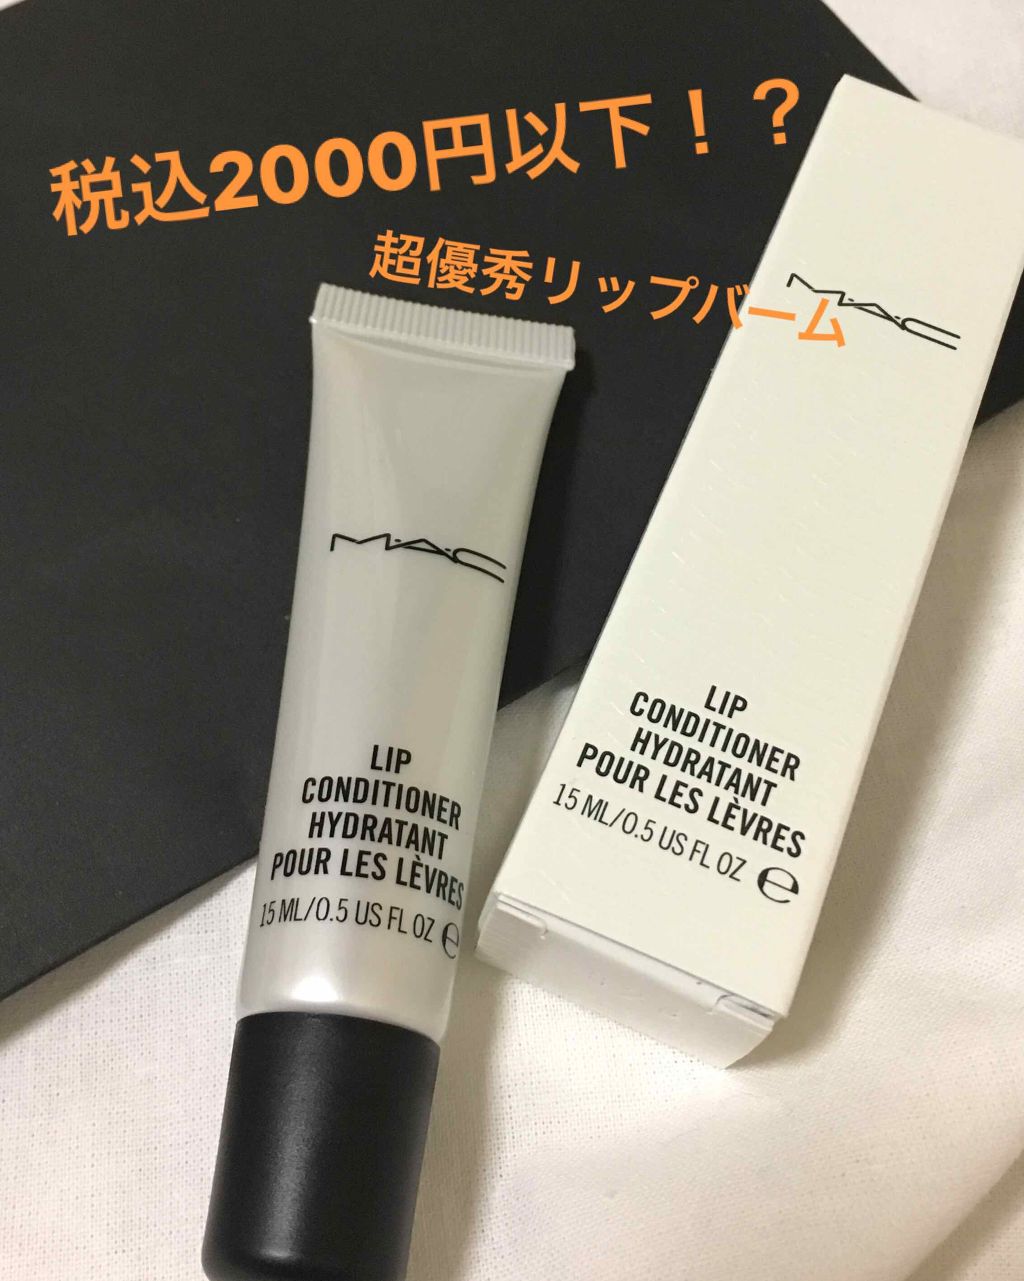 税込2000円以下！？
超優秀リップバーム
M·A·C
LIP
CONDITIONER
HYDRATANT
POUR LES LÈVRES
15 ML/0.5 US FL OZ ℮
M·A·C
LIP
CONDITIONER
HYDRATANT
POUR LES LÈVRES
15 ML/0.5 US FL OZ ℮